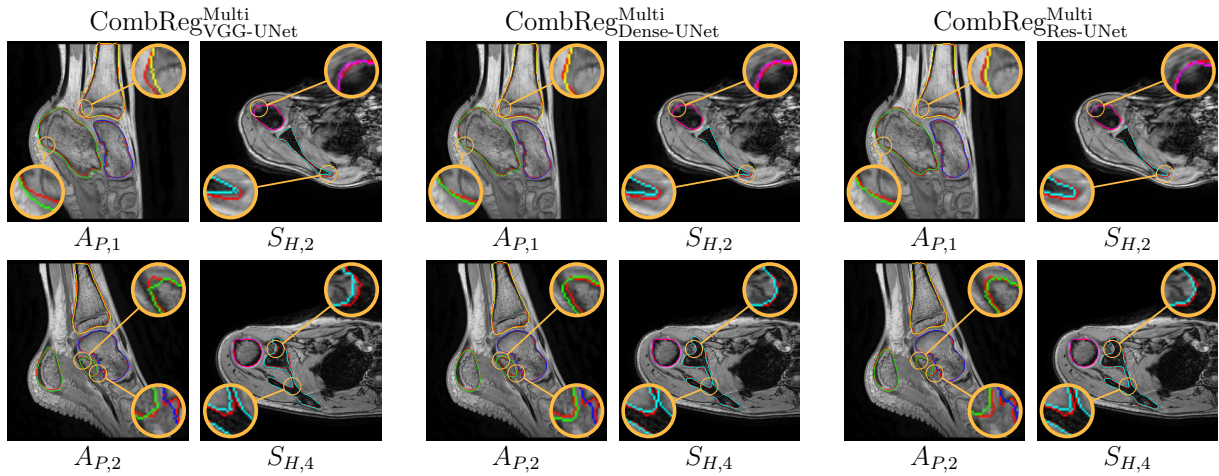 CombReg^Multi_VGG-UNet CombReg^Multi_Dense-UNet CombReg^Multi_Res-UNet
A_P,1 S_H,2 A_P,1 S_H,2 A_P,1 S_H,2
A_P,2 S_H,4 A_P,2 S_H,4 A_P,2 S_H,4